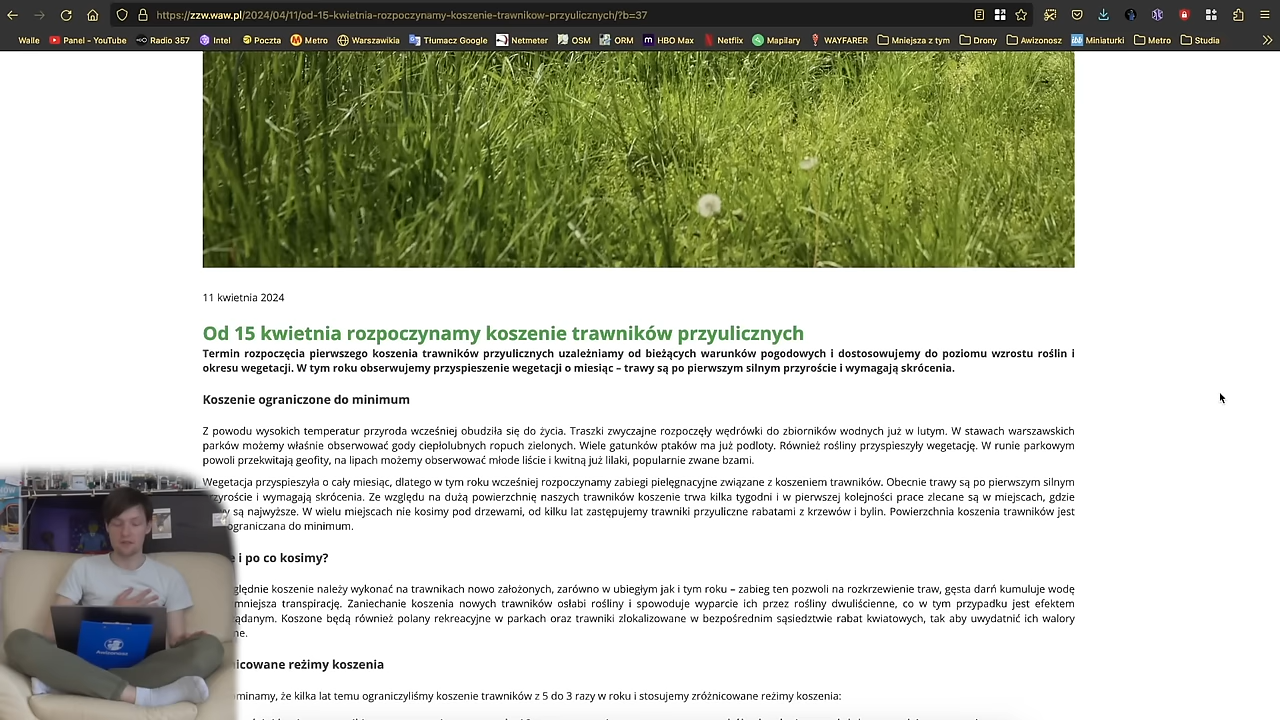 https://zzw.waw.pl/2024/04/11/od-15-kwietnia-rozpoczynamy-koszenie-trawnikow-przyulicznych/?b=37
Walle Panel - YouTube Radio 357 Intel Poczta Metro Warszawikia Tłumacz Google Netmeter OSM ORM HBO Max Netflix Mapilary WAYFARER Mniejsza z tym Drony Awizonosz Miniaturki Metro Studia
11 kwietnia 2024
Od 15 kwietnia rozpoczynamy koszenie trawników przyulicznych
Termin rozpoczęcia pierwszego koszenia trawników przyulicznych uzależniamy od bieżących warunków pogodowych i dostosowujemy do poziomu wzrostu roślin i
okresu wegetacji. W tym roku obserwujemy przyspieszenie wegetacji o miesiąc – trawy są po pierwszym silnym przyroście i wymagają skrócenia.
Koszenie ograniczone do minimum
Z powodu wysokich temperatur przyroda wcześniej obudziła się do życia. Traszki zwyczajne rozpoczęły wędrówki do zbiorników wodnych już w lutym. W stawach warszawskich
parków możemy właśnie obserwować gody ciepłolubnych ropuch zielonych. Wiele gatunków ptaków ma już podloty. Również rośliny przyspieszyły wegetację. W runie parkowym
powoli przekwitają geofity, na lipach możemy obserwować młode liście i kwitną już lilaki, popularnie zwane bzami.
Wegetacja przyspieszyła o cały miesiąc, dlatego w tym roku wcześniej rozpoczynamy zabiegi pielęgnacyjne związane z koszeniem trawników. Obecnie trawy są po pierwszym silnym
przyroście i wymagają skrócenia. Ze względu na dużą powierzchnię naszych trawników koszenie trwa kilka tygodni i w pierwszej kolejności prace zlecane są w miejscach, gdzie
są najwyższe. W wielu miejscach nie kosimy pod drzewami, od kilku lat zastępujemy trawniki przyuliczne rabatami z krzewów i bylin. Powierzchnia koszenia trawników jest
ograniczana do minimum.
i po co kosimy?
ględnie koszenie należy wykonać na trawnikach nowo założonych, zarówno w ubiegłym jak i tym roku – zabieg ten pozwoli na rozkrzewienie traw, gęsta darń kumuluje wodę
mniejsza transpirację. Zaniechanie koszenia nowych trawników osłabi rośliny i spowoduje wyparcie ich przez rośliny dwuliścienne, co w tym przypadku jest efektem
ądanym. Koszone będą również polany rekreacyjne w parkach oraz trawniki zlokalizowane w bezpośrednim sąsiedztwie rabat kwiatowych, tak aby uwydatnić ich walory
ne.
icowane reżimy koszenia
ominamy, że kilka lat temu ograniczyliśmy koszenie trawników z 5 do 3 razy w roku i stosujemy zróżnicowane reżimy koszenia:
Awizonosz